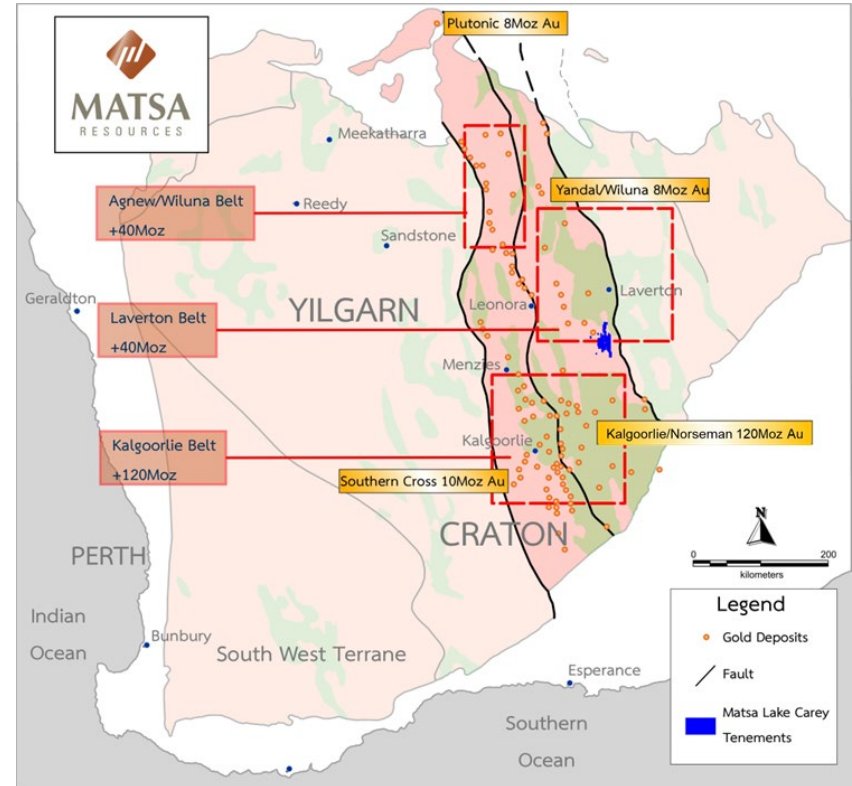 Plutonic 8Moz Au
MATSA
RESOURCES
Meekatharra
Agnew/Wiluna Belt
+40Moz
Reedy
Yandal/Wiluna 8Moz Au
Sandstone
Geraldton
YILGARN
Leonora
Laverton
Laverton Belt
+40Moz
Menzies
Kalgoorlie Belt
+120Moz
Kalgoorlie
Kalgoorlie/Norseman 120Moz Au
Southern Cross 10Moz Au
CRATON
PERTH
N
0 200
kilometers
Indian
Ocean
Bunbury
South West Terrane
Esperance
Southern
Ocean
Legend
Gold Deposits
Fault
Matsa Lake Carey
Tenements